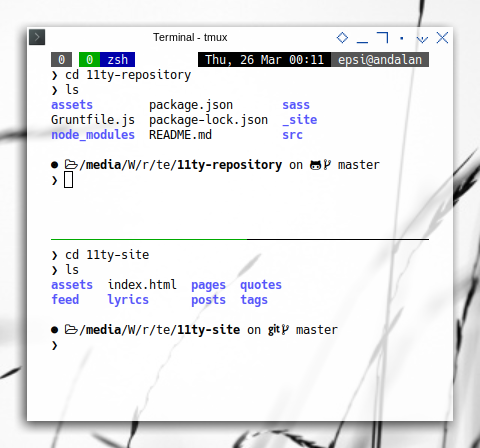 Terminal - tmux
0 0 zsh Thu, 26 Mar 00:11 epsi@andalan
❯ cd 11ty-repository
❯ ls
assets package.json sass
Gruntfile.js package-lock.json _site
node_modules README.md src
● /media/W/r/te/11ty-repository on master
❯
❯ cd 11ty-site
❯ ls
assets index.html pages quotes
feed lyrics posts tags
● /media/W/r/te/11ty-site on git master
❯